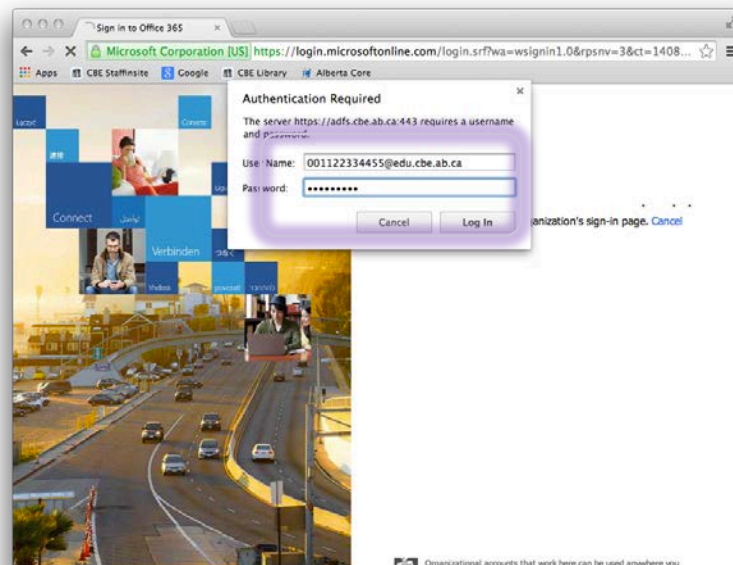 Sign in to Office 365
Microsoft Corporation [US] https://login.microsoftonline.com/login.srf?wa=wsignin1.0&rpsnv=3&ct=1408...
Apps CBE Staffinsite Google CBE Library Alberta Core
Authentication Required
The server https://adfs.cbe.ab.ca:443 requires a username
and password.
User Name: 001122334455@edu.cbe.ab.ca
Password: •••••••••
Cancel Log In
anization's sign-in page. Cancel
Connect
Verbinden
Organizational accounts that work here can be used anywhere you